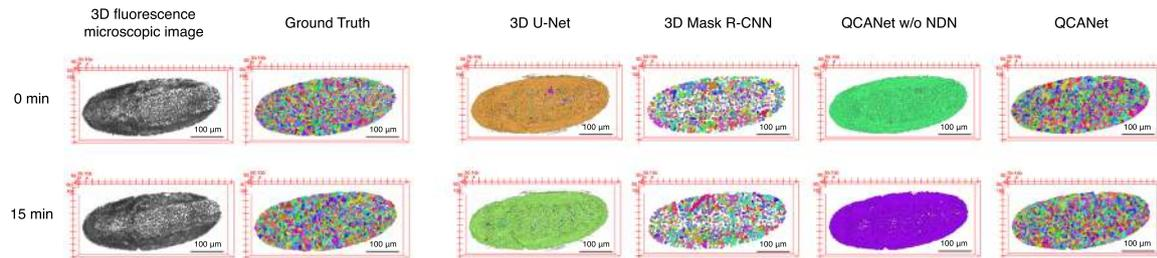 3D fluorescence
microscopic image
Ground Truth
3D U-Net
3D Mask R-CNN
QCANet w/o NDN
QCANet
0 min
100 µm
100 µm
100 µm
100 µm
100 µm
100 µm
15 min
100 µm
100 µm
100 µm
100 µm
100 µm
100 µm